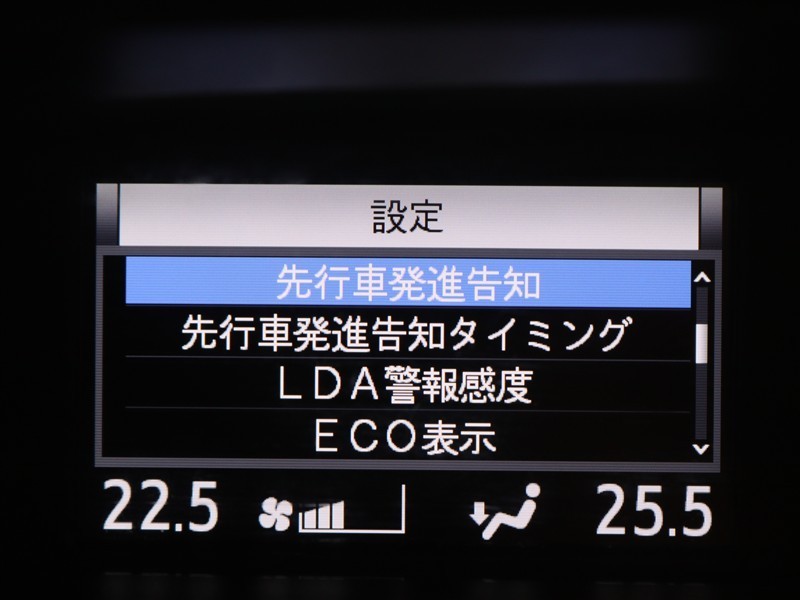 設定
先行車発進告知
先行車発進告知タイミング
ＬＤＡ警報感度
ＥＣＯ表示
22.5 25.5